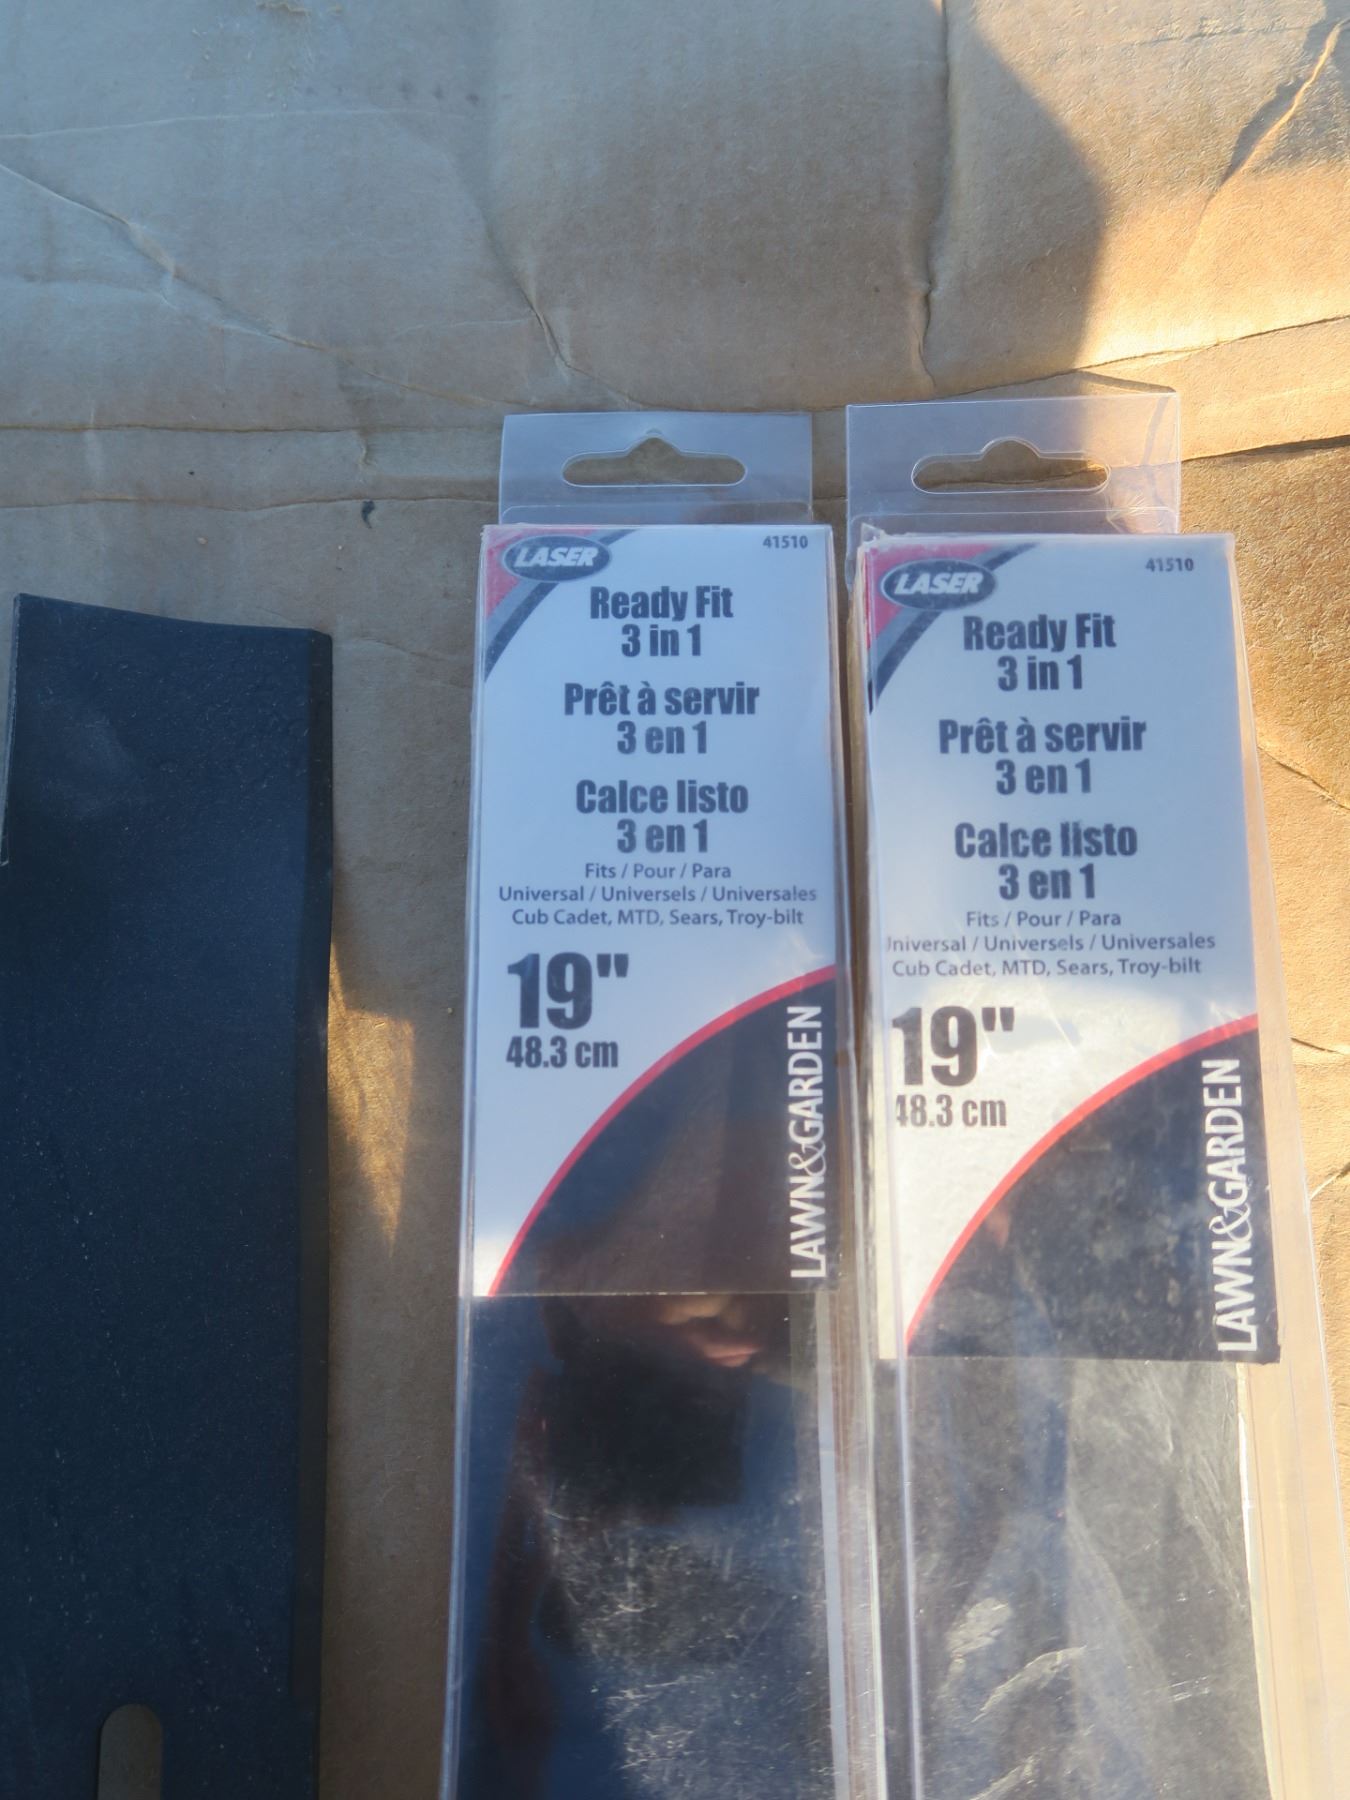 LASER
41510
Ready Fit
3 in 1
Prêt à servir
3 en 1
Calce listo
3 en 1
Fits / Pour / Para
Universal / Universels / Universales
Cub Cadet, MTD, Sears, Troy-bilt
19"
48.3 cm
LAWN&GARDEN
LASER
41510
Ready Fit
3 in 1
Prêt à servir
3 en 1
Calce listo
3 en 1
Fits / Pour / Para
Universal / Universels / Universales
Cub Cadet, MTD, Sears, Troy-bilt
19"
48.3 cm
LAWN&GARDEN